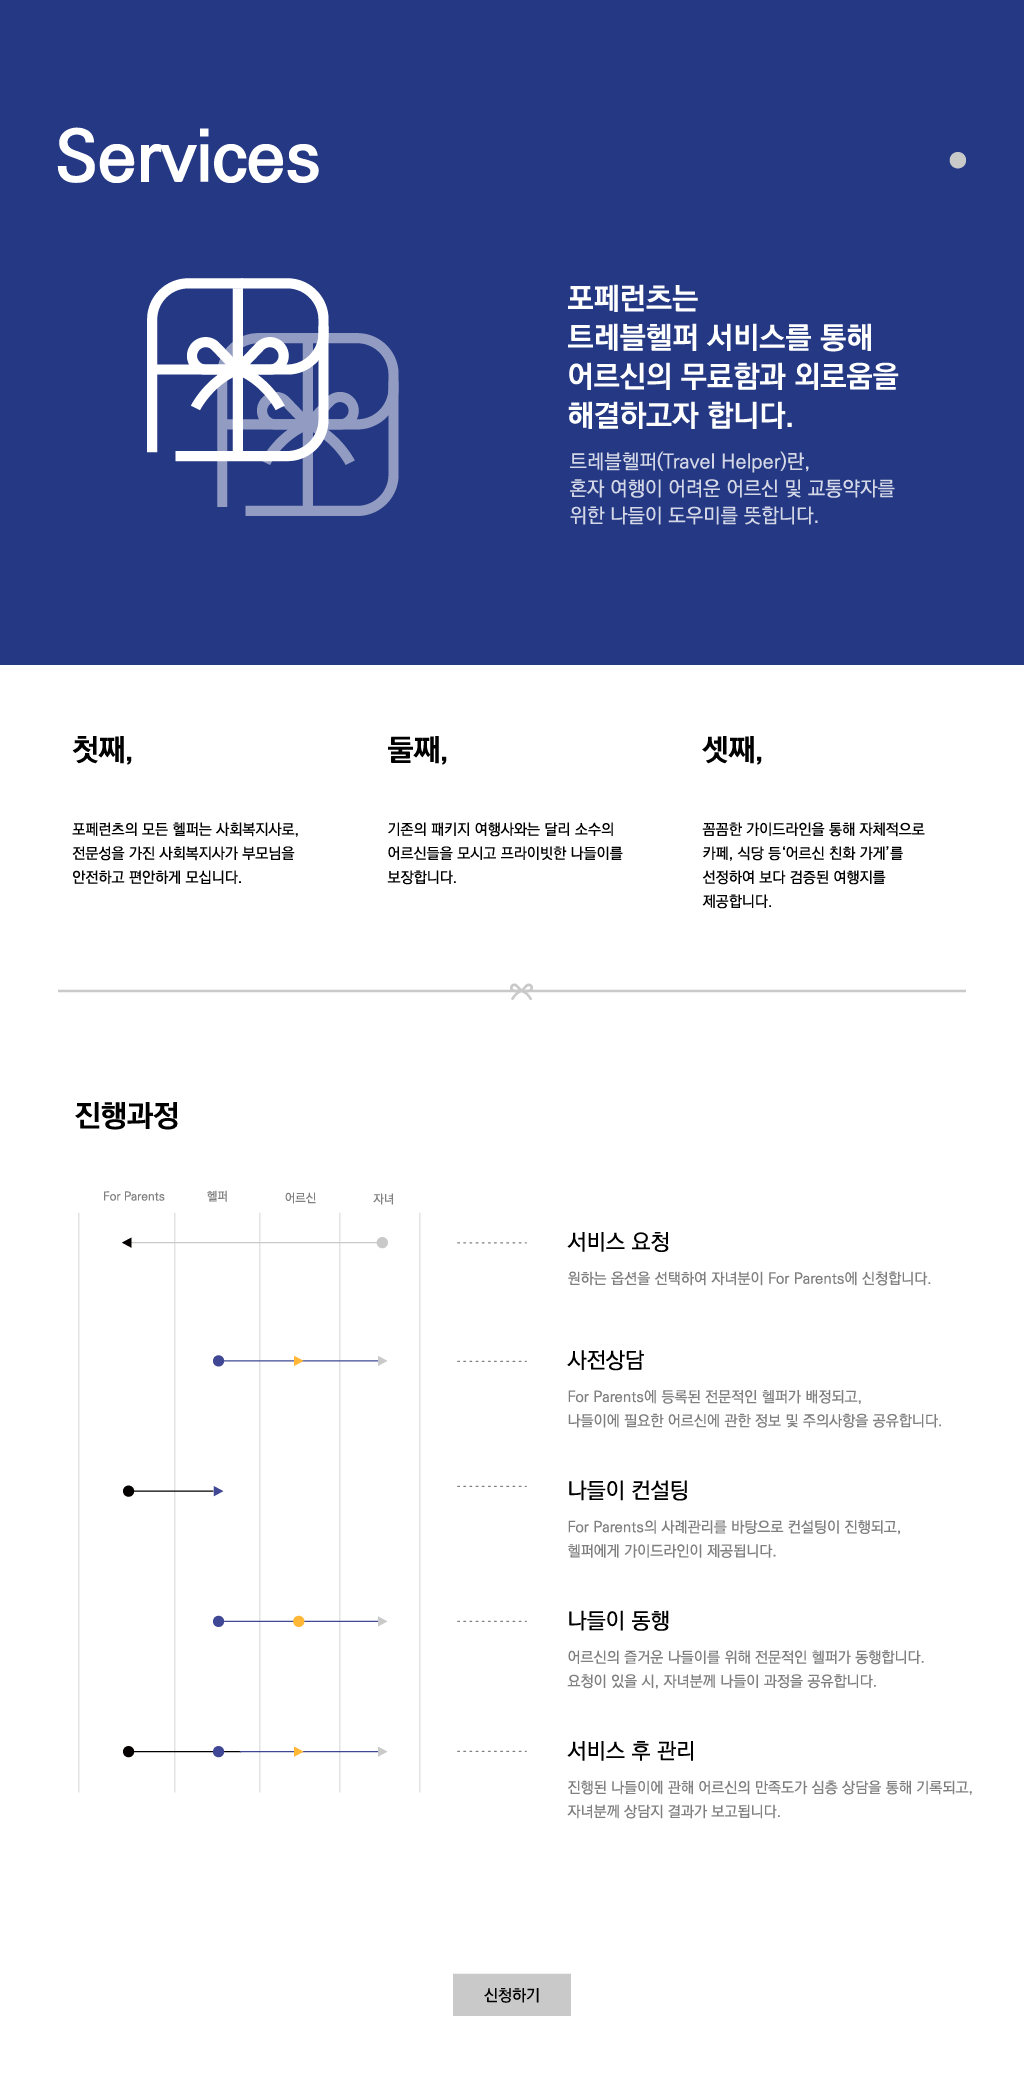 Services
포페런츠는
트레블헬퍼 서비스를 통해
어르신의 무료함과 외로움을
해결하고자 합니다.
트레블헬퍼(Travel Helper)란,
혼자 여행이 어려운 어르신 및 교통약자를
위한 나들이 도우미를 뜻합니다.
첫째,
포페런츠의 모든 헬퍼는 사회복지사로,
전문성을 가진 사회복지사가 부모님을
안전하고 편안하게 모십니다.
둘째,
기존의 패키지 여행사와는 달리 소수의
어르신들을 모시고 프라이빗한 나들이를
보장합니다.
셋째,
꼼꼼한 가이드라인을 통해 자체적으로
카페, 식당 등‘어르신 친화 가게’를
선정하여 보다 검증된 여행지를
제공합니다.
진행과정
For Parents 헬퍼 어르신 자녀
서비스 요청
원하는 옵션을 선택하여 자녀분이 For Parents에 신청합니다.
사전상담
For Parents에 등록된 전문적인 헬퍼가 배정되고,
나들이에 필요한 어르신에 관한 정보 및 주의사항을 공유합니다.
나들이 컨설팅
For Parents의 사례관리를 바탕으로 컨설팅이 진행되고,
헬퍼에게 가이드라인이 제공됩니다.
나들이 동행
어르신의 즐거운 나들이를 위해 전문적인 헬퍼가 동행합니다.
요청이 있을 시, 자녀분께 나들이 과정을 공유합니다.
서비스 후 관리
진행된 나들이에 관해 어르신의 만족도가 심층 상담을 통해 기록되고,
자녀분께 상담지 결과가 보고됩니다.
신청하기